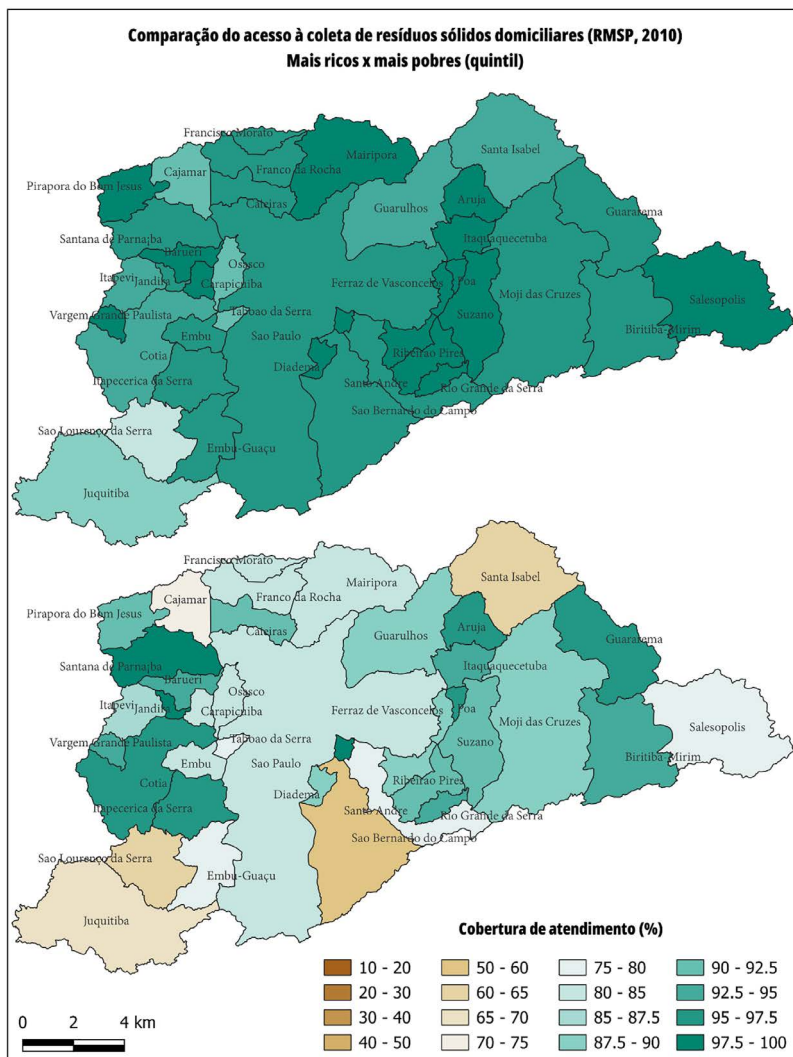 Comparação do acesso à coleta de resíduos sólidos domiciliares (RMSP, 2010)
Mais ricos x mais pobres (quintil)
Francisco Morato
Mairipora
Santa Isabel
Cajamar
Franco da Rocha
Pirapora do Bom Jesus
Aruja
Caieiras
Guarulhos
Guararema
Santana de Parnajba
Itaquaquecetuba
Barueri
Osasco
Itapevi
Jandira
Carapicuiba
Ferraz de Vasconcelos
Poa
Moji das Cruzes
Salesopolis
Vargem Grande Paulista
Taboao da Serra
Suzano
Embu
Sao Paulo
Biritiba-Mirim
Cotia
Ribeirao Pires
Diadema
Itapecerica da Serra
Santo Andre
Rio Grande da Serra
Sao Bernardo do Campo
Sao Lourenço da Serra
Embu-Guaçu
Juquitiba
Francisco Morato
Mairipora
Santa Isabel
Cajamar
Franco da Rocha
Pirapora do Bom Jesus
Aruja
Caieiras
Guarulhos
Guararema
Santana de Parnajba
Itaquaquecetuba
Barueri
Osasco
Itapevi
Jandira
Carapicuiba
Ferraz de Vasconcelos
Poa
Moji das Cruzes
Salesopolis
Vargem Grande Paulista
Taboao da Serra
Suzano
Embu
Sao Paulo
Biritiba-Mirim
Cotia
Ribeirao Pires
Diadema
Itapecerica da Serra
Santo Andre
Rio Grande da Serra
Sao Bernardo do Campo
Sao Lourenço da Serra
Embu-Guaçu
Juquitiba
Cobertura de atendimento (%)
10 - 20
20 - 30
30 - 40
40 - 50
50 - 60
60 - 65
65 - 70
70 - 75
75 - 80
80 - 85
85 - 87.5
87.5 - 90
90 - 92.5
92.5 - 95
95 - 97.5
97.5 - 100
0 2 4 km